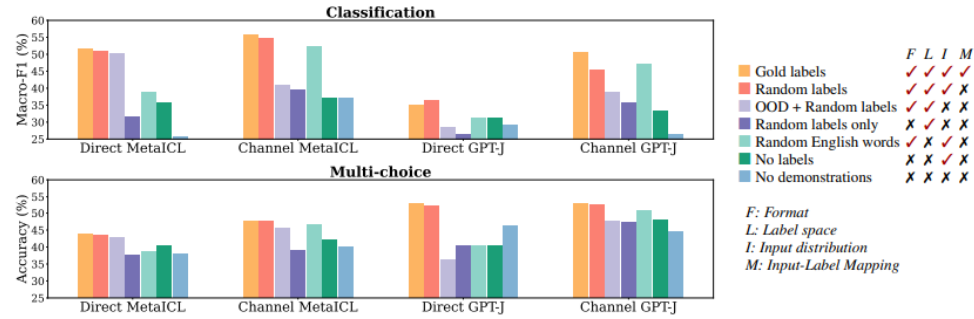 Classification
60
55
50
45
40
35
30
25
Macro-F1 (%)
Direct MetaICL Channel MetaICL Direct GPT-J Channel GPT-J
Multi-choice
60
55
50
45
40
35
30
25
Accuracy (%)
Direct MetaICL Channel MetaICL Direct GPT-J Channel GPT-J
F L I M
Gold labels ✓ ✓ ✓ ✓
Random labels ✓ ✓ ✓ ✗
OOD + Random labels ✓ ✓ ✗ ✗
Random labels only ✗ ✓ ✗ ✗
Random English words ✓ ✗ ✓ ✗
No labels ✗ ✗ ✓ ✗
No demonstrations ✗ ✗ ✗ ✗
F: Format
L: Label space
I: Input distribution
M: Input-Label Mapping